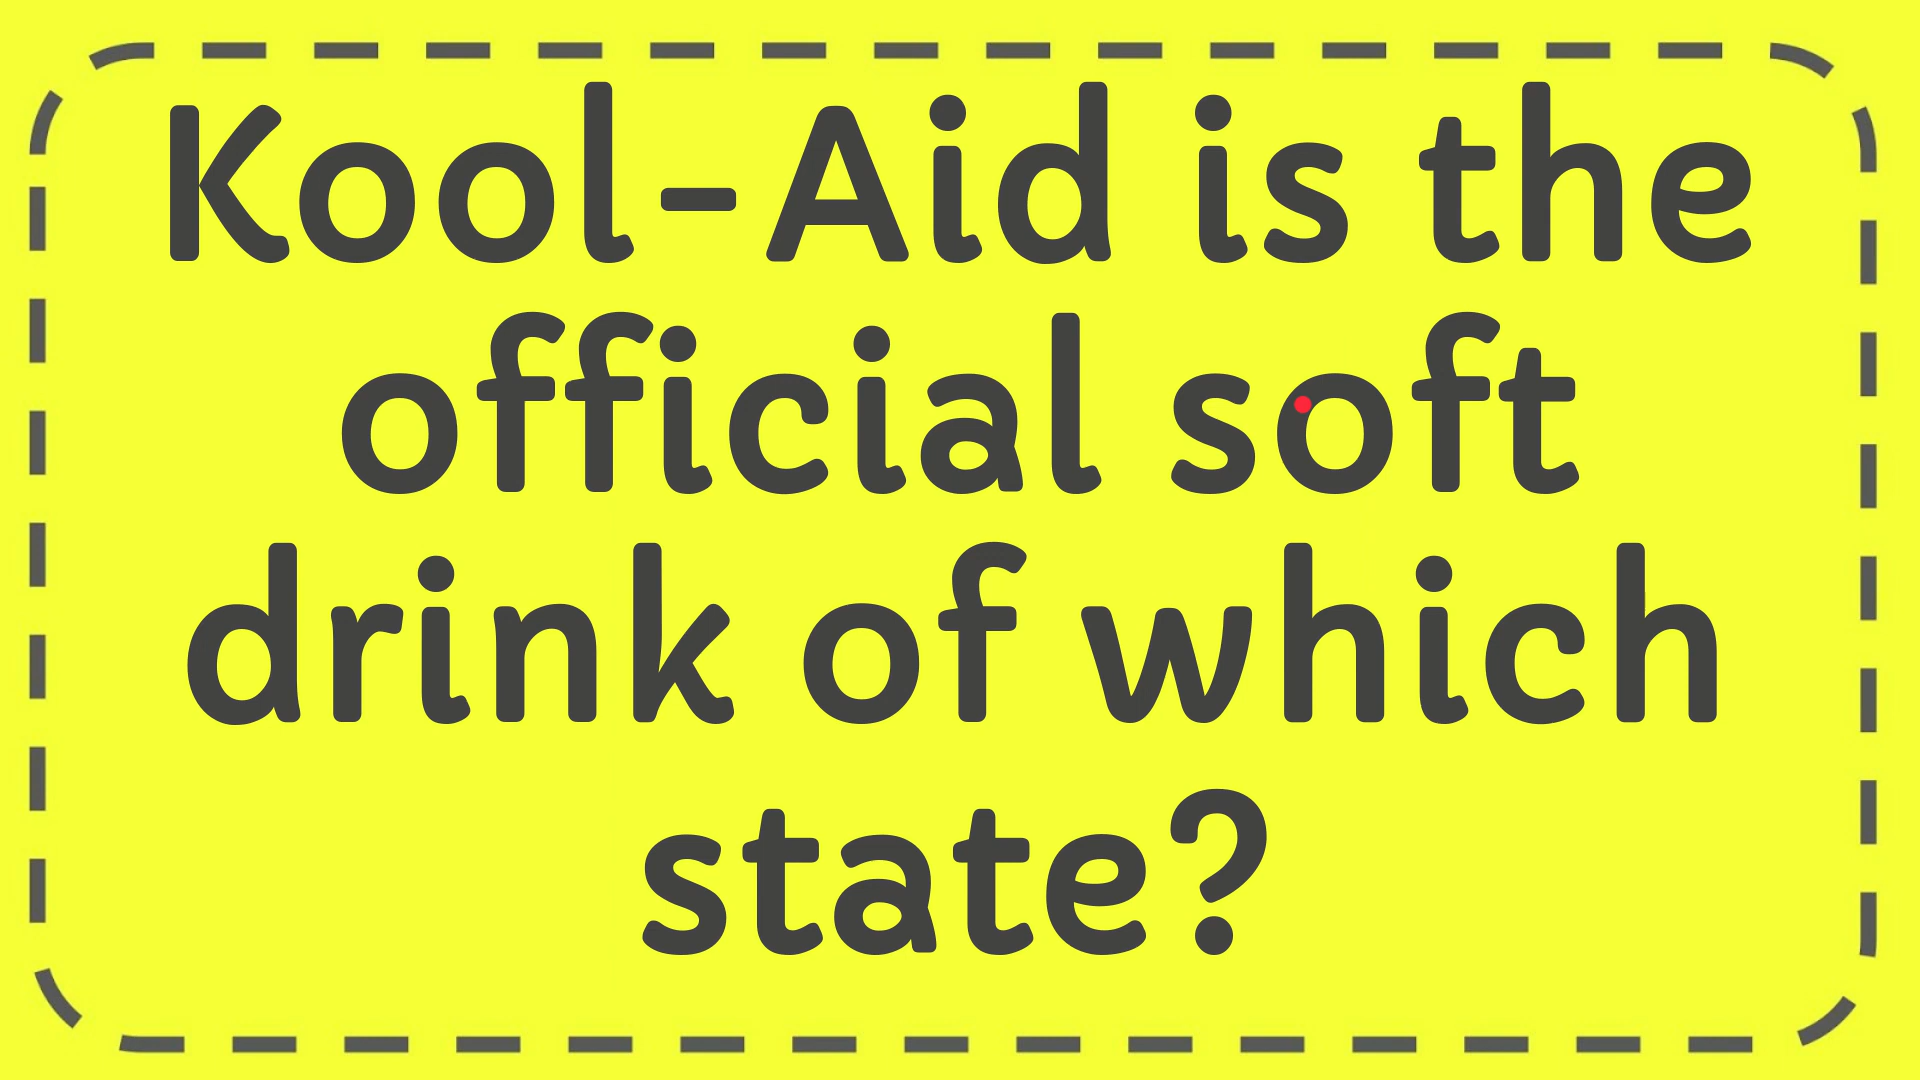 Kool-Aid is the
official soft
drink of which
state?